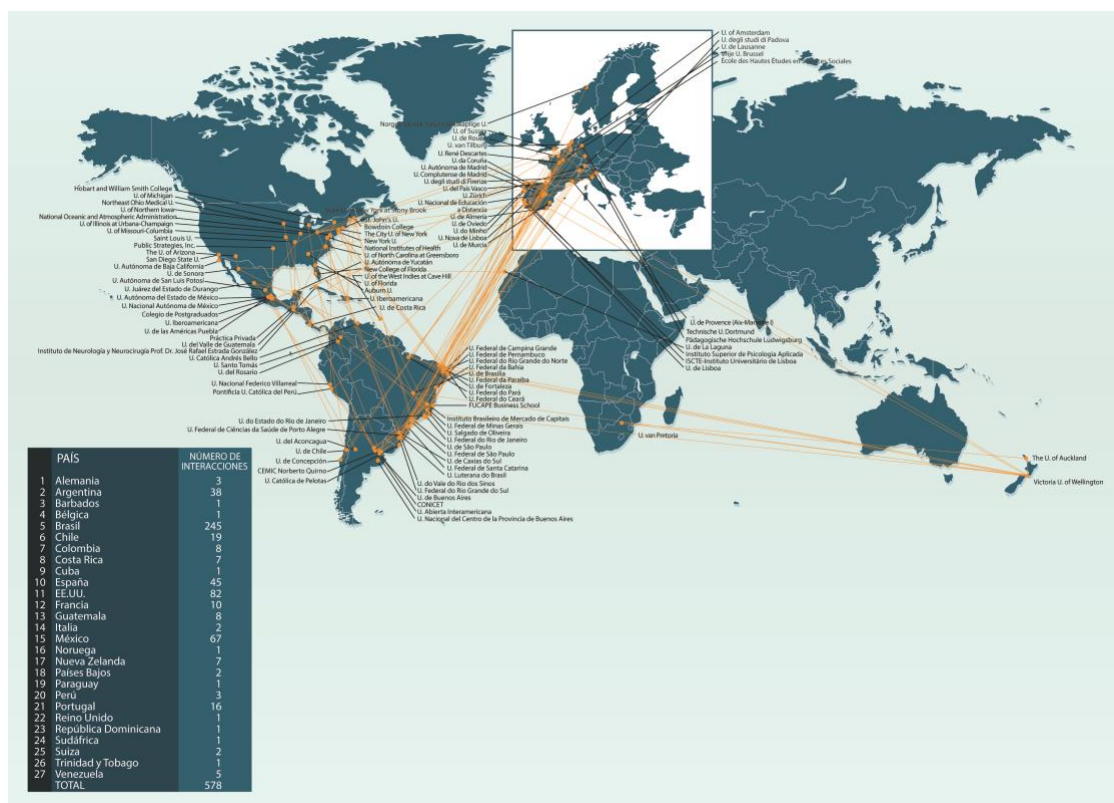 U. of Amsterdam
U. degli studi di Padova
U. de Lausanne
Vrije U. Brussel
École des Hautes Études en Sociales
U. of Sussex
U. de Rouen
U. van Tilburg
U. René Descartes
U. da Coruña
U. Autónoma de Madrid
U. Complutense de Madrid
U. degli studi di Firenze
U. del País Vasco
U. Zürich
U. Nacional de Educación
a Distancia
U. de Almería
U. de Oviedo
U. do Minho
U. Nova de Lisboa
U. de Murcia
Hobart and William Smith College
U. of Michigan
Northeast Ohio Medical U.
U. of Northern Iowa
National Oceanic and Atmospheric Administration
U. of Illinois at Urbana-Champaign
U. of Missouri-Columbia
Saint Louis U.
Public Strategies, Inc.
The U. of Arizona
San Diego State U.
U. Autónoma de Baja California
U. de Sonora
U. Autónoma de San Luis Potosí
U. Juárez del Estado de Durango
U. Autónoma del Estado de México
U. Nacional Autónoma de México
Colegio de Postgraduados
U. Iberoamericana
U. de las Américas Puebla
Práctica Privada
U. del Valle de Guatemala
Instituto de Neurología y Neurocirugía Prof. Dr. José Rafael Estrada González
U. Católica Andrés Bello
U. Santo Tomás
U. del Rosario
New York at Stony Brook
St. John's U.
Bowdoin College
The City U. of New York
New York U.
National Institutes of Health
U. of North Carolina at Greensboro
U. Autónoma de Yucatán
New College of Florida
U. of the West Indies at Cave Hill
U. of Florida
Auburn U.
U. Iberoamericana
U. de Costa Rica
U. de Provence (Aix-Marseille I)
Technische U. Dortmund
Pädagogische Hochschule Ludwigsburg
U. de La Laguna
Instituto Superior de Psicologia Aplicada
ISCTE-Instituto Universitário de Lisboa
U. de Lisboa
U. Nacional Federico Villarreal
Pontificia U. Católica del Perú
U. Federal de Campina Grande
U. Federal de Pernambuco
U. Federal do Rio Grande do Norte
U. Federal da Bahia
U. de Brasília
U. Federal da Paraíba
U. de Fortaleza
U. Federal do Pará
U. Federal do Ceará
FUCAPE Business School
U. do Estado do Rio de Janeiro
U. Federal de Ciências da Saúde de Porto Alegre
U. del Aconcagua
U. de Chile
U. de Concepción
CEMIC Norberto Quirno
U. Católica de Pelotas
Instituto Brasileiro de Mercado de Capitais
U. Federal de Minas Gerais
U. Salgado de Oliveira
U. Federal do Rio de Janeiro
U. de São Paulo
U. Federal de São Paulo
U. de Caxias do Sul
U. Federal de Santa Catarina
U. Luterana do Brasil
U. do Vale do Rio dos Sinos
U. Federal do Rio Grande do Sul
U. de Buenos Aires
CONICET
U. Abierta Interamericana
U. Nacional del Centro de la Provincia de Buenos Aires
U. van Pretoria
The U. of Auckland
Victoria U. of Wellington
PAÍS NÚMERO DE
INTERACCIONES
1 Alemania 3
2 Argentina 38
3 Barbados 1
4 Bélgica 1
5 Brasil 245
6 Chile 19
7 Colombia 8
8 Costa Rica 7
9 Cuba 1
10 España 45
11 EE.UU. 82
12 Francia 10
13 Guatemala 8
14 Italia 2
15 México 67
16 Noruega 1
17 Nueva Zelanda 7
18 Países Bajos 2
19 Paraguay 1
20 Perú 3
21 Portugal 16
22 Reino Unido 1
23 República Dominicana 1
24 Sudáfrica 1
25 Suiza 2
26 Trinidad y Tobago 1
27 Venezuela 5
TOTAL 578